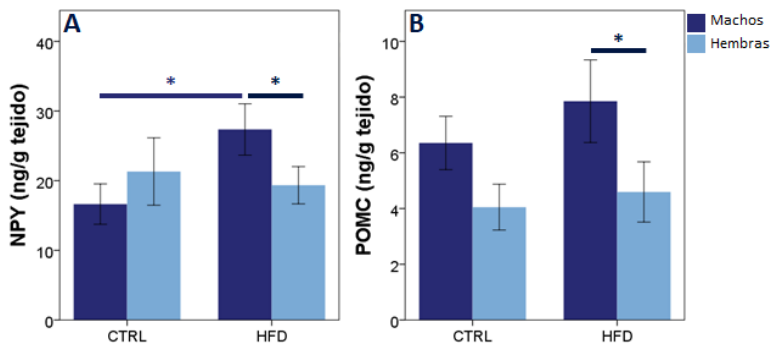 A
NPY (ng/g tejido)
40
30
20
10
0
*
*
CTRL
HFD
B
POMC (ng/g tejido)
10
8
6
4
2
0
*
CTRL
HFD
Machos
Hembras